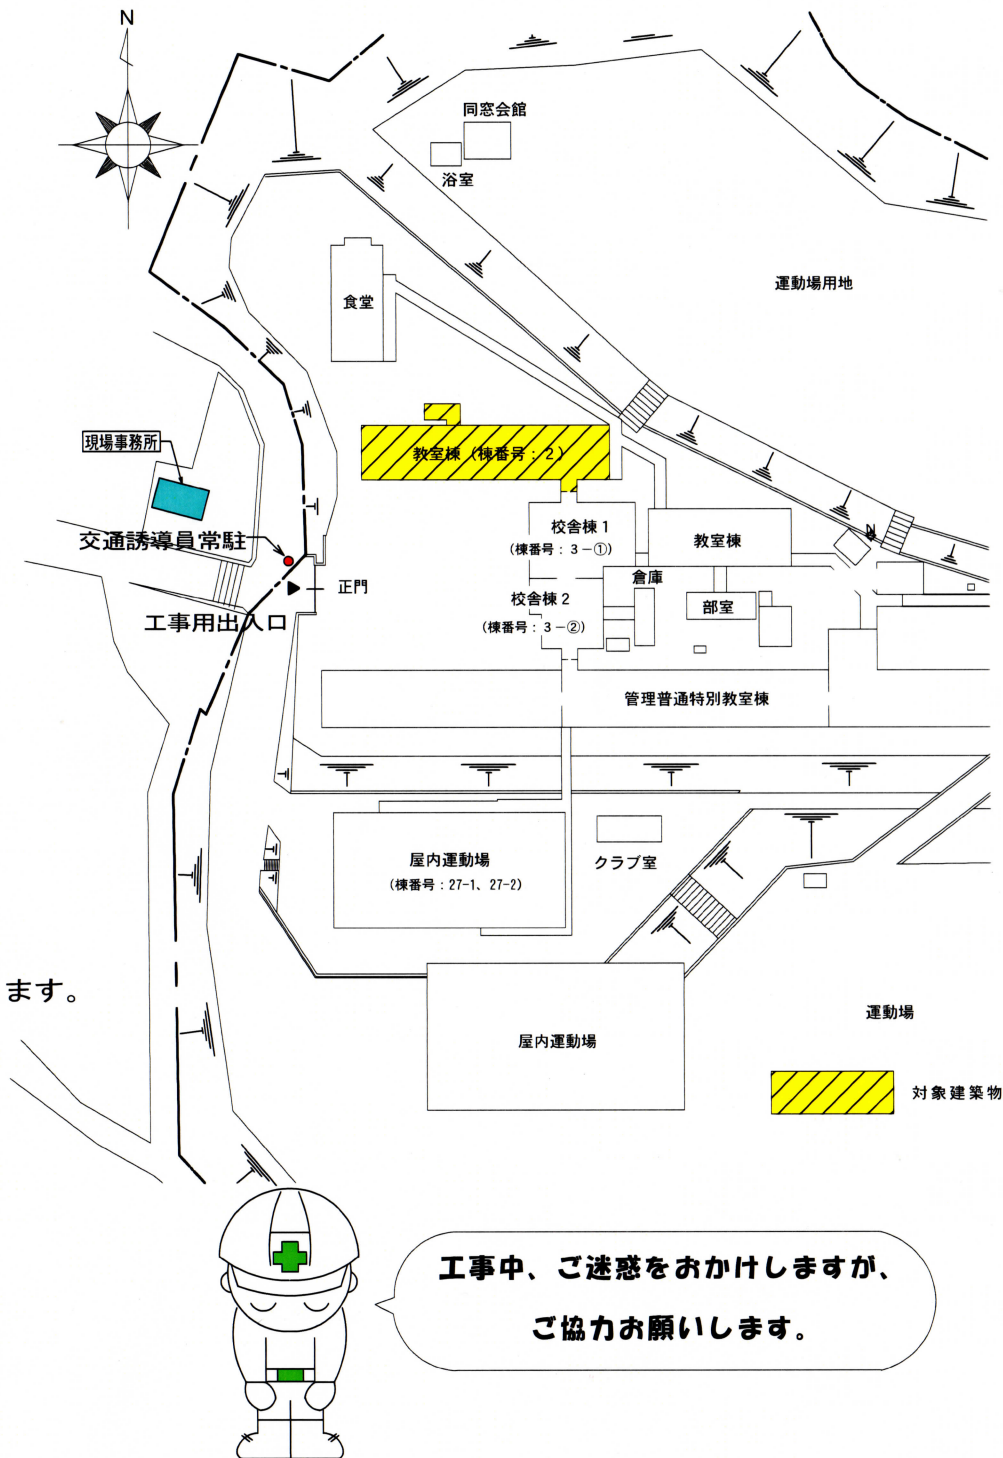 N
同窓会館
浴室
運動場用地
食堂
教室棟（棟番号：2）
現場事務所
交通誘導員常駐
校舎棟1
（棟番号：3－①）
教室棟
N
倉庫
正門
校舎棟2
部室
工事用出入口
（棟番号：3－②）
管理普通特別教室棟
屋内運動場
（棟番号：27-1、27-2）
クラブ室
ます。
運動場
屋内運動場
対象建築物
工事中、ご迷惑をおかけしますが、
ご協力お願いします。